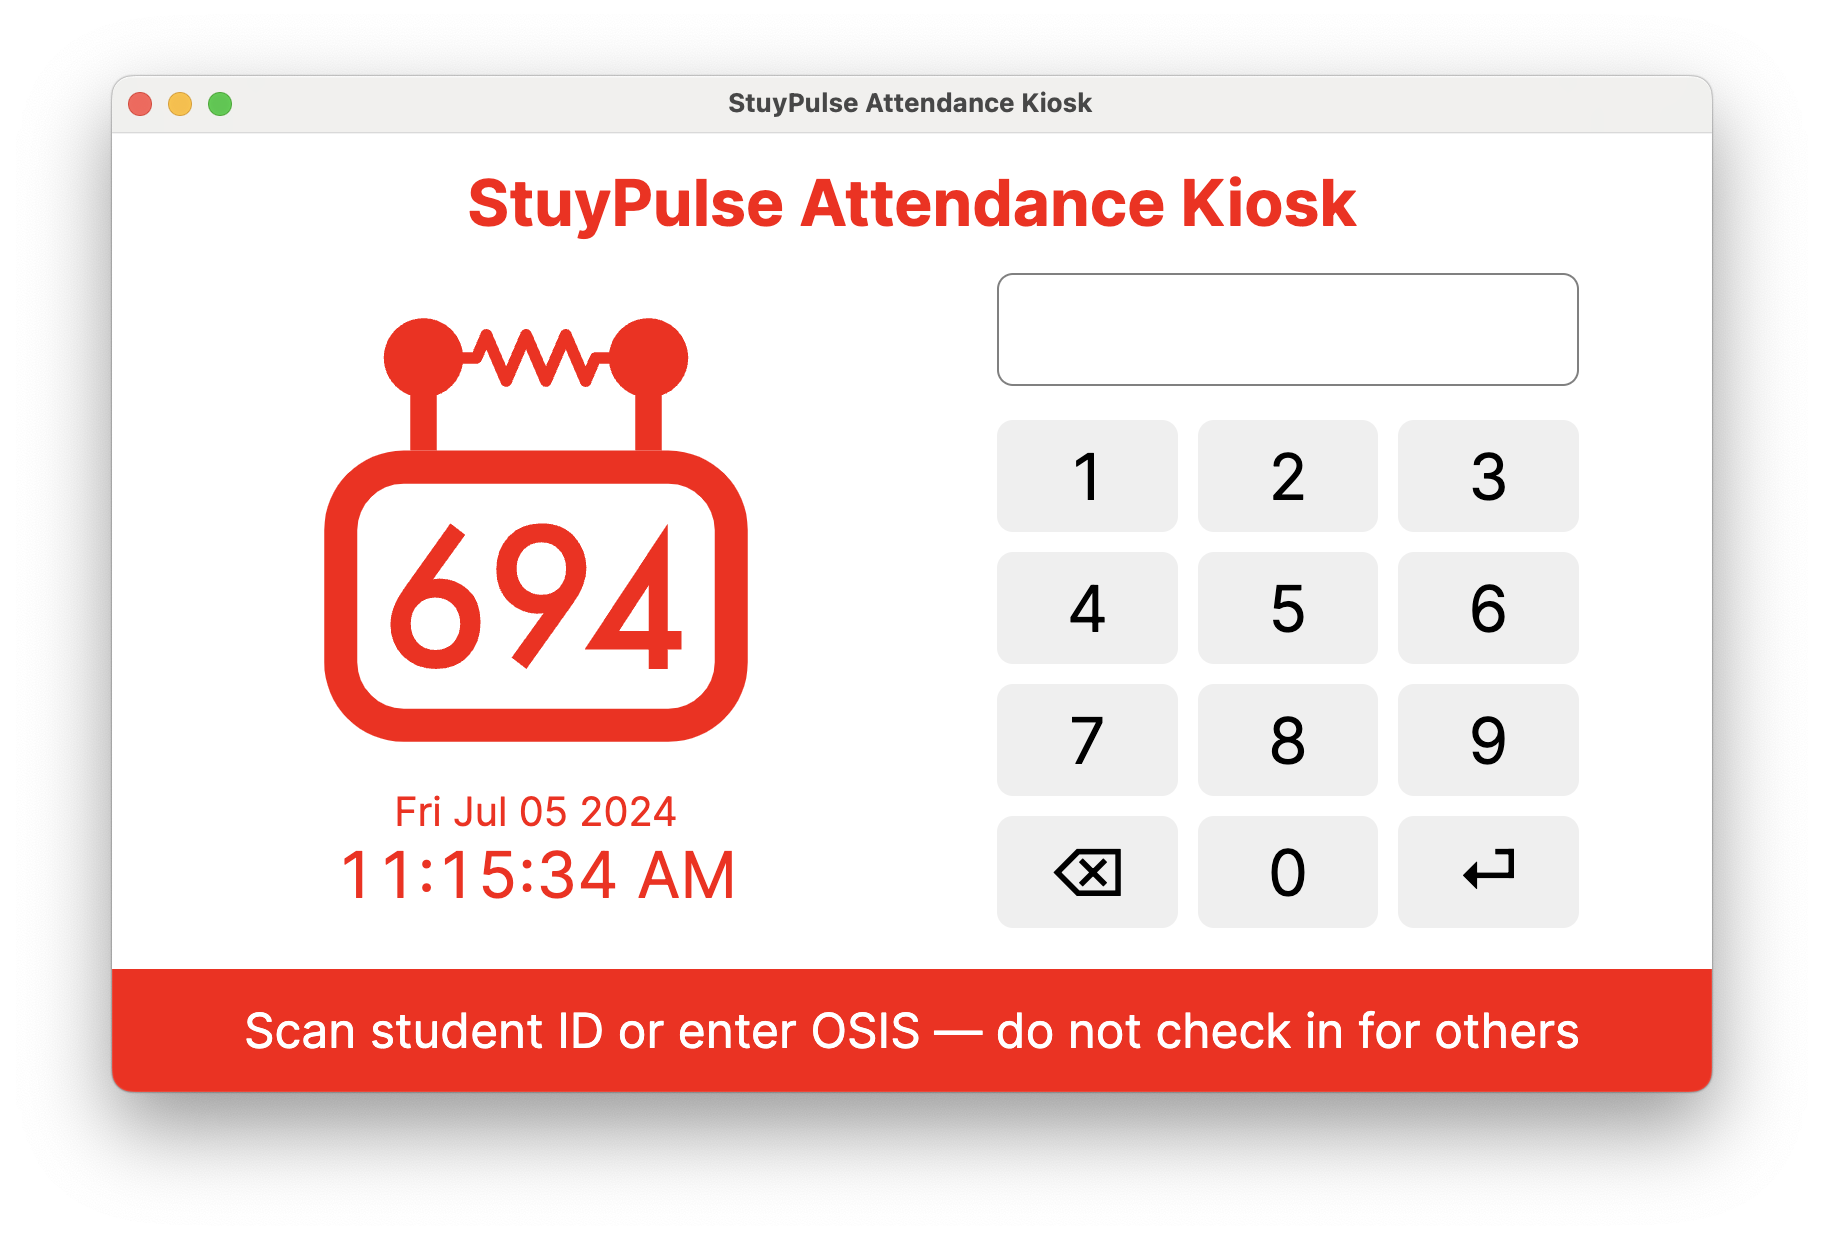 StuyPulse Attendance Kiosk
StuyPulse Attendance Kiosk
694
Fri Jul 05 2024
11:15:34 AM
1 2 3
4 5 6
7 8 9
0
Scan student ID or enter OSIS — do not check in for others